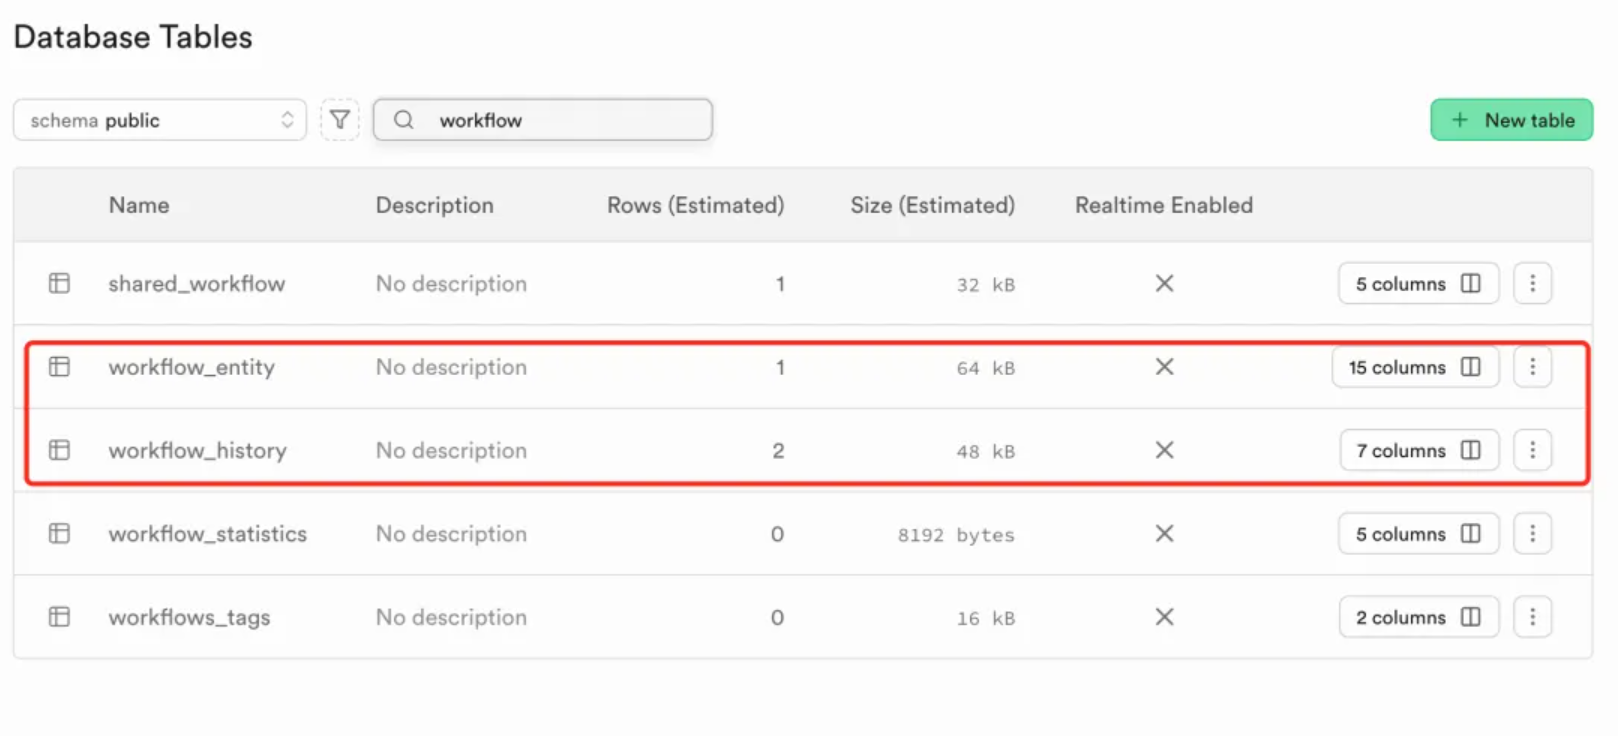 Database Tables
schema public workflow + New table
Name Description Rows (Estimated) Size (Estimated) Realtime Enabled
shared_workflow No description 1 32 kB 5 columns
workflow_entity No description 1 64 kB 15 columns
workflow_history No description 2 48 kB 7 columns
workflow_statistics No description 0 8192 bytes 5 columns
workflows_tags No description 0 16 kB 2 columns